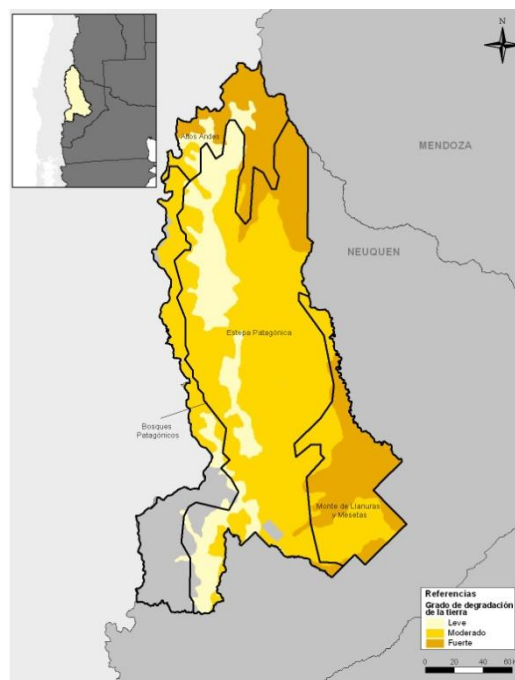 N
MENDOZA
NEUQUEN
Altos Andes
Estepa Patagónica
Bosques
Patagónicos
Monte de Llanuras
y Mesetas
Referencias
Grado de degradación
de la tierra
Leve
Moderado
Fuerte
0 20 40 60